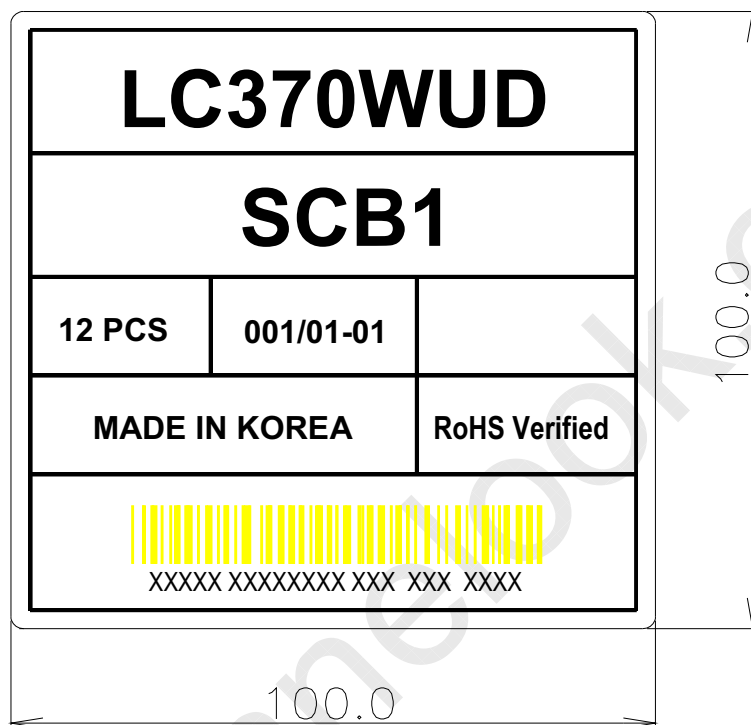 LC370WUD
SCB1
12 PCS 001/01-01
MADE IN KOREA RoHS Verified
XXXXX XXXXXXXX XXX XXX XXXX
100.0
100.0